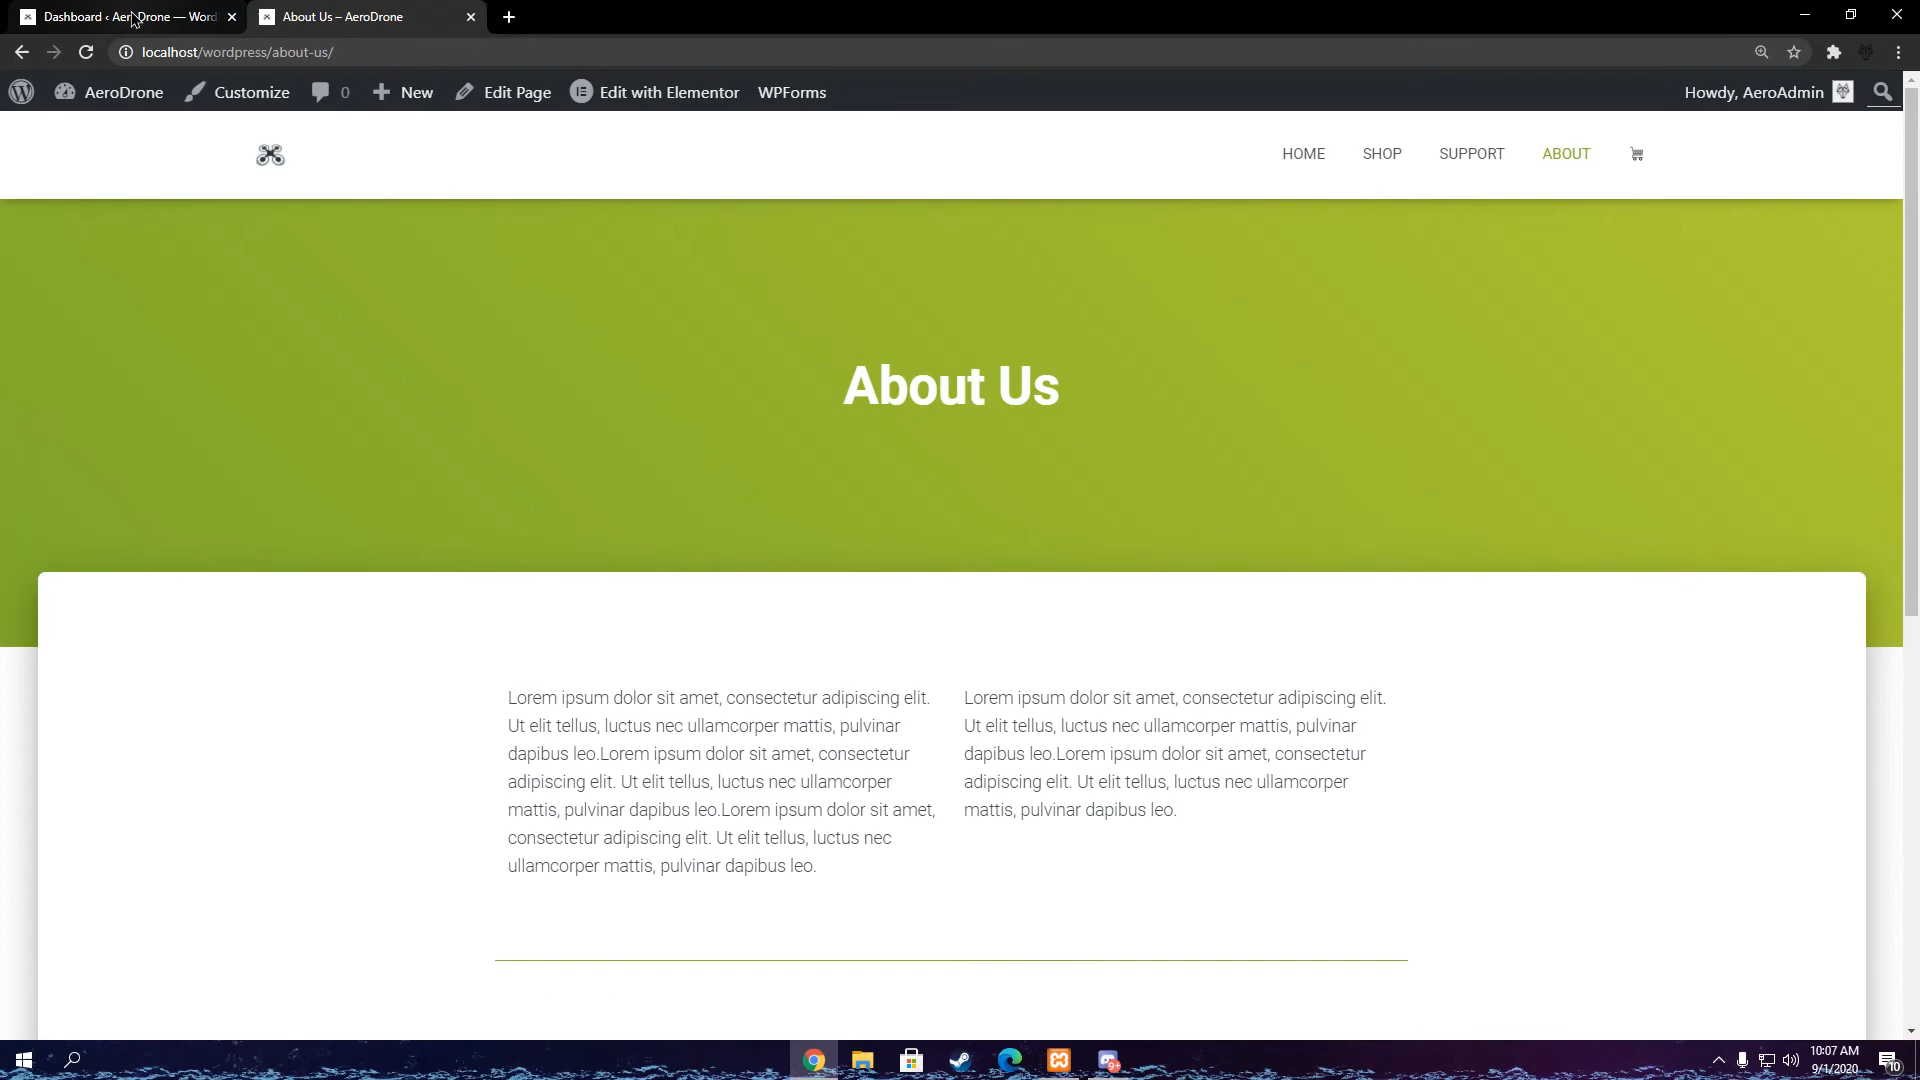 Dashboard ‹ AeroDrone — Word
About Us – AeroDrone
localhost/wordpress/about-us/
AeroDrone
Customize
0
New
Edit Page
Edit with Elementor
WPForms
Howdy, AeroAdmin
HOME
SHOP
SUPPORT
ABOUT
About Us
Lorem ipsum dolor sit amet, consectetur adipiscing elit.
Ut elit tellus, luctus nec ullamcorper mattis, pulvinar
dapibus leo.Lorem ipsum dolor sit amet, consectetur
adipiscing elit. Ut elit tellus, luctus nec ullamcorper
mattis, pulvinar dapibus leo.Lorem ipsum dolor sit amet,
consectetur adipiscing elit. Ut elit tellus, luctus nec
ullamcorper mattis, pulvinar dapibus leo.
Lorem ipsum dolor sit amet, consectetur adipiscing elit.
Ut elit tellus, luctus nec ullamcorper mattis, pulvinar
dapibus leo.Lorem ipsum dolor sit amet, consectetur
adipiscing elit. Ut elit tellus, luctus nec ullamcorper
mattis, pulvinar dapibus leo.
9+
10:07 AM
9/1/2020
10